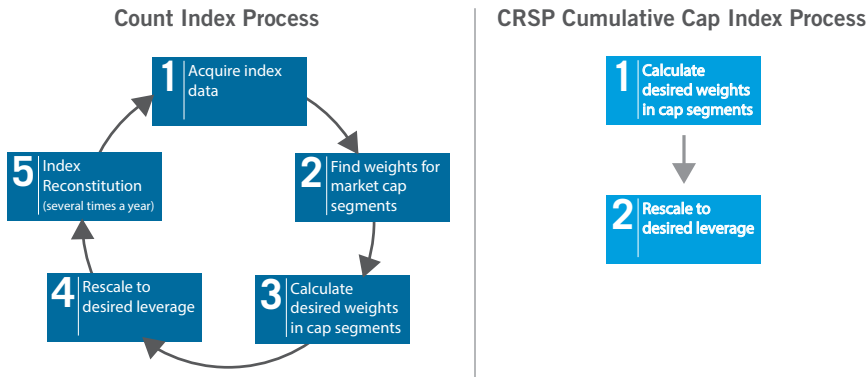 Count Index Process
1 Acquire index
data
2 Find weights for
market cap
segments
3 Calculate
desired weights
in cap segments
4 Rescale to
desired leverage
5 Index
Reconstitution
(several times a year)
CRSP Cumulative Cap Index Process
1 Calculate
desired weights
in cap segments
2 Rescale to
desired leverage